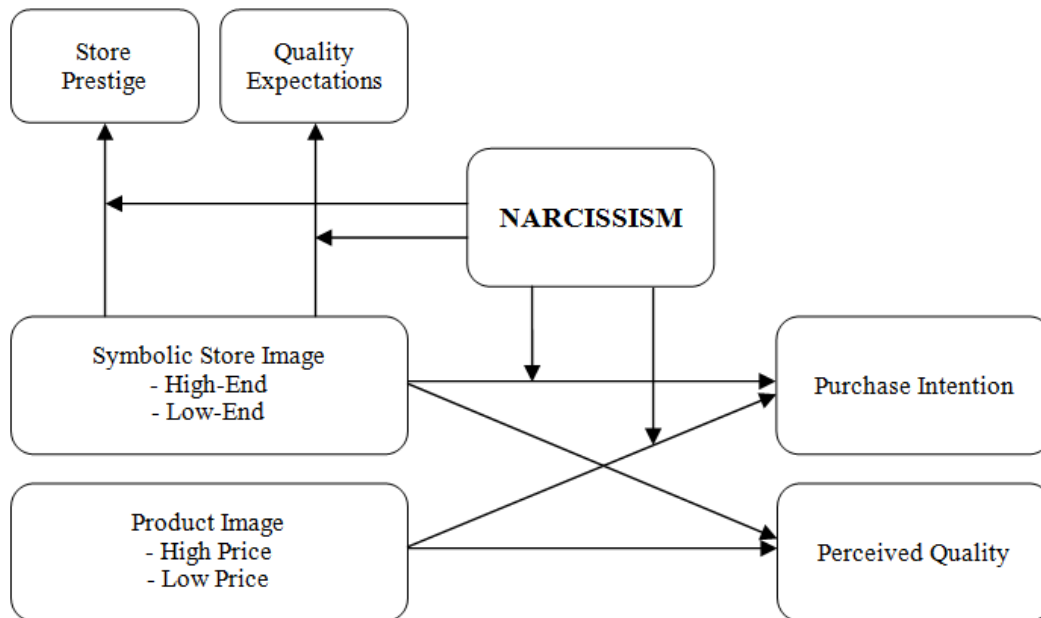 Store
Prestige
Quality
Expectations
NARCISSISM
Symbolic Store Image
- High-End
- Low-End
Purchase Intention
Product Image
- High Price
- Low Price
Perceived Quality